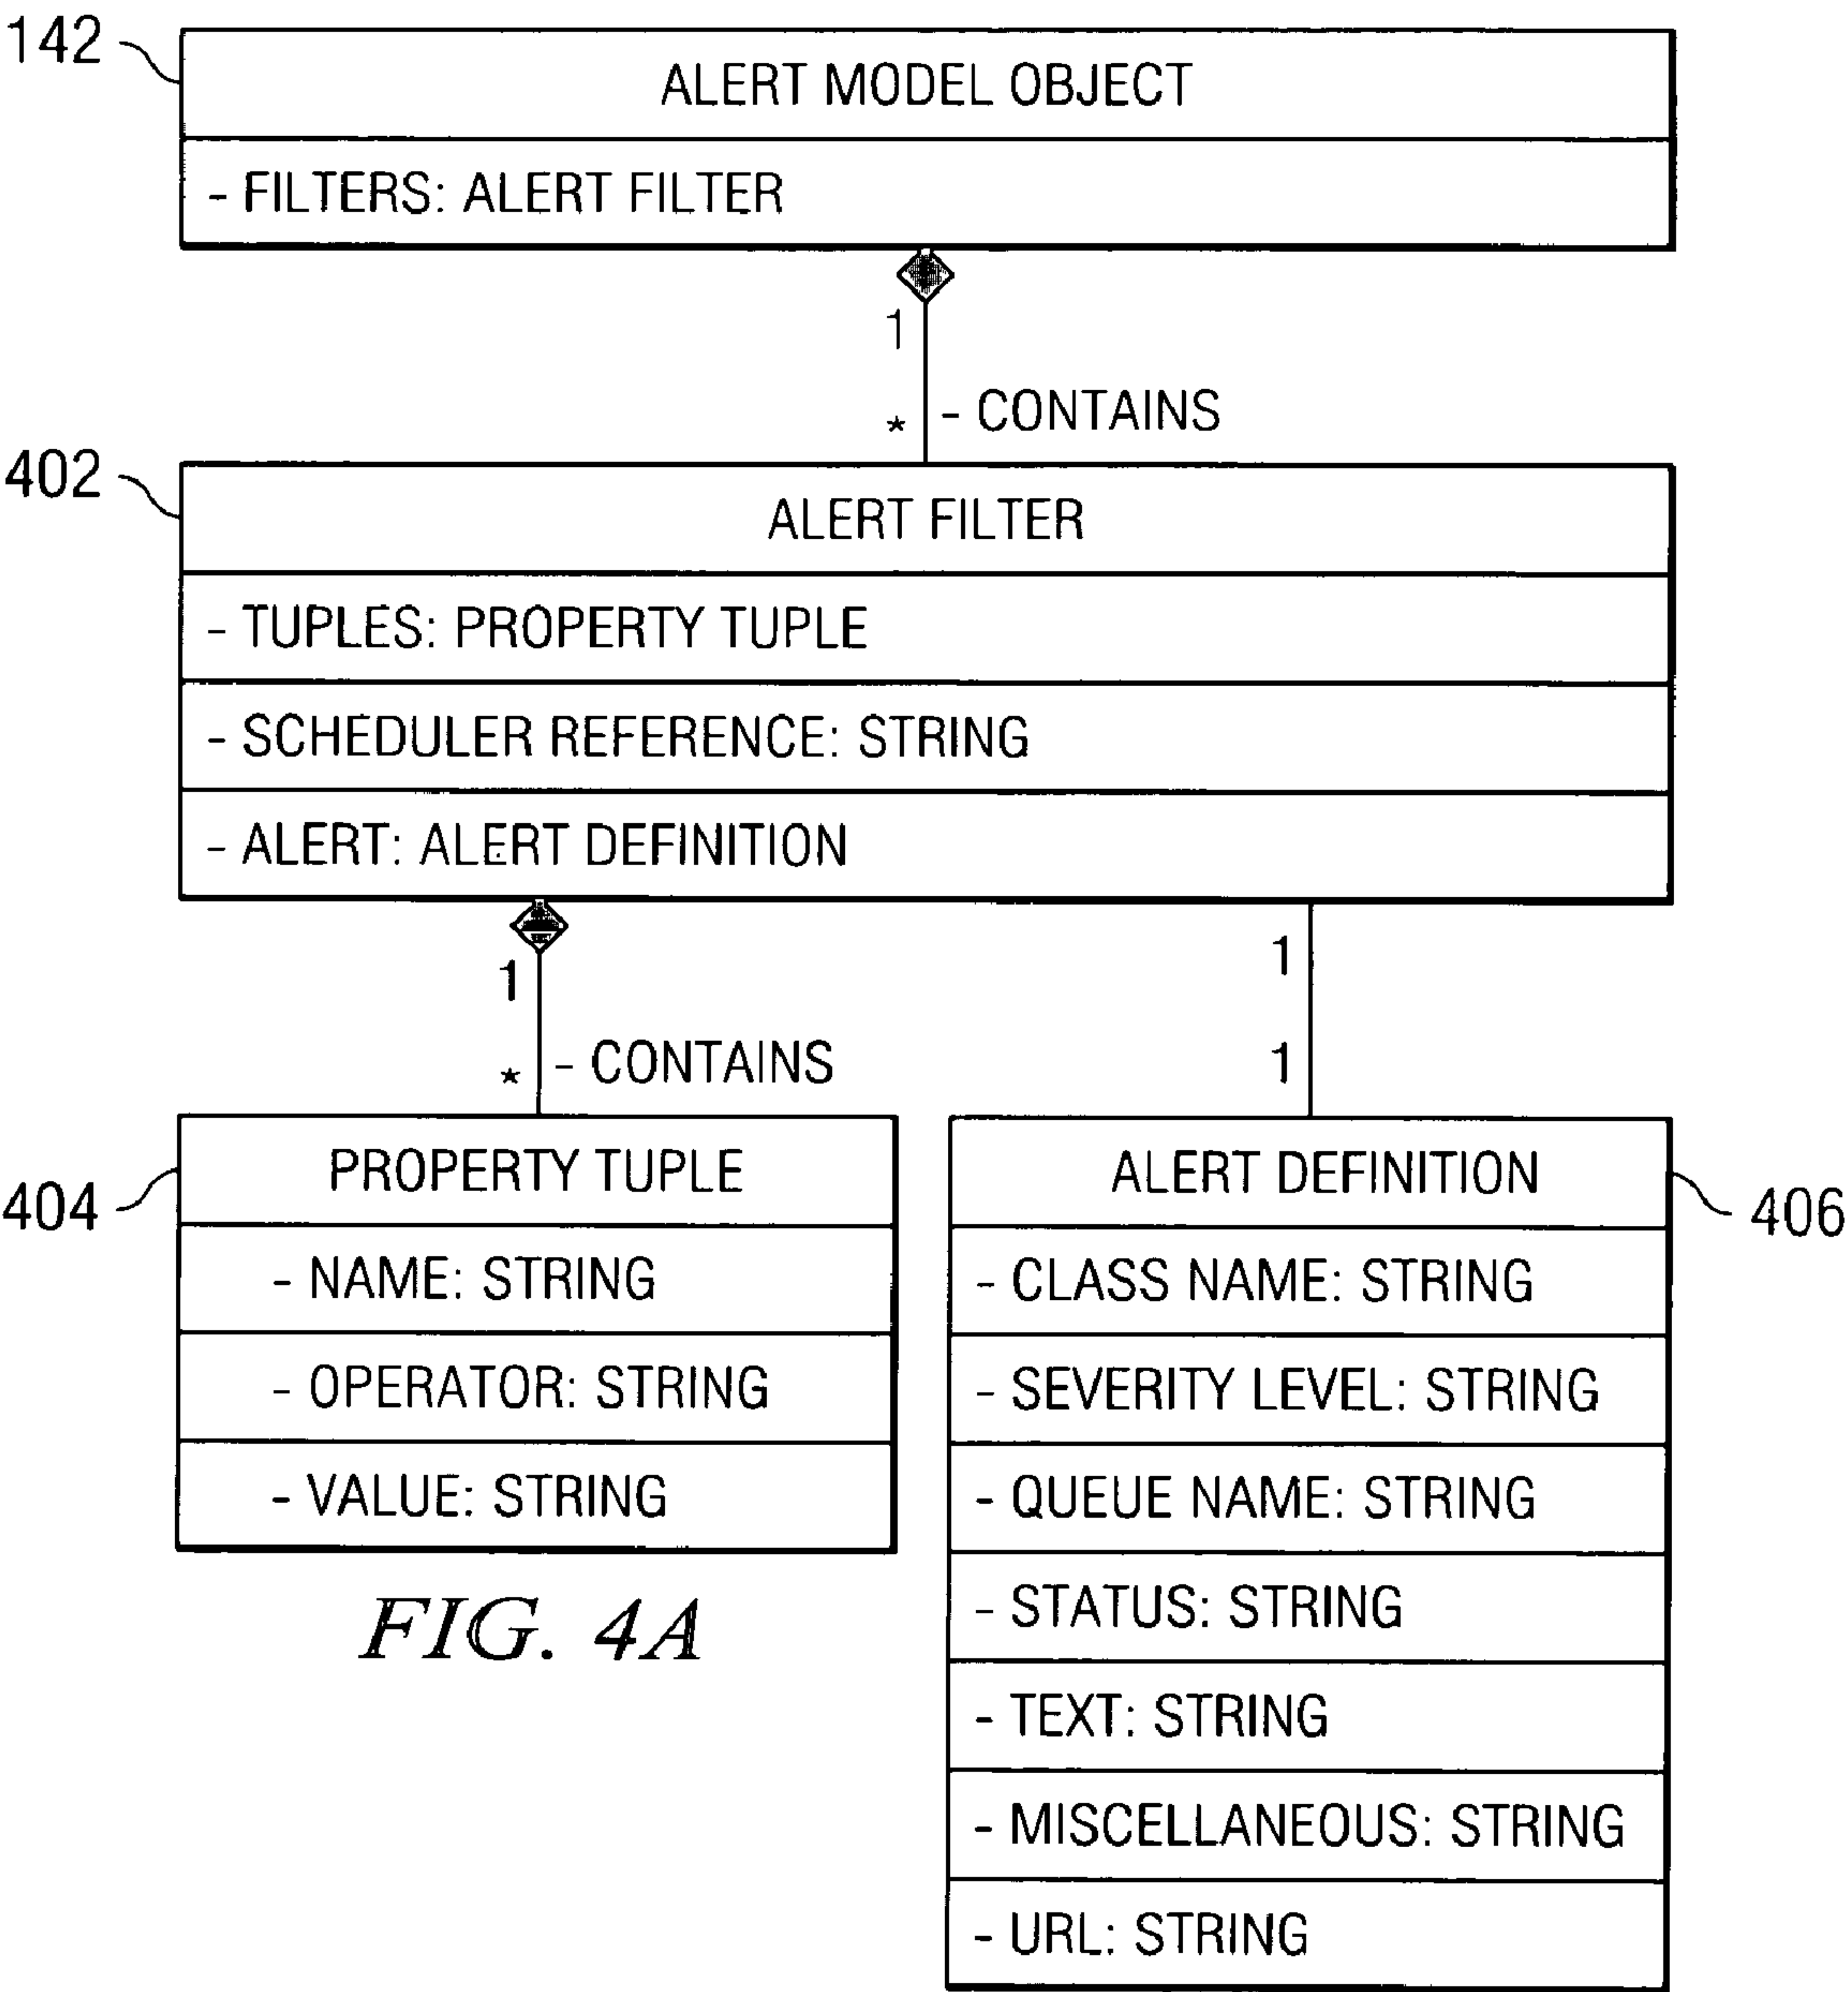 142
ALERT MODEL OBJECT
- FILTERS: ALERT FILTER
1
* - CONTAINS
402
ALERT FILTER
- TUPLES: PROPERTY TUPLE
- SCHEDULER REFERENCE: STRING
- ALERT: ALERT DEFINITION
1
* - CONTAINS
1
1
404
PROPERTY TUPLE
- NAME: STRING
- OPERATOR: STRING
- VALUE: STRING
406
ALERT DEFINITION
- CLASS NAME: STRING
- SEVERITY LEVEL: STRING
- QUEUE NAME: STRING
- STATUS: STRING
- TEXT: STRING
- MISCELLANEOUS: STRING
- URL: STRING
FIG. 4A